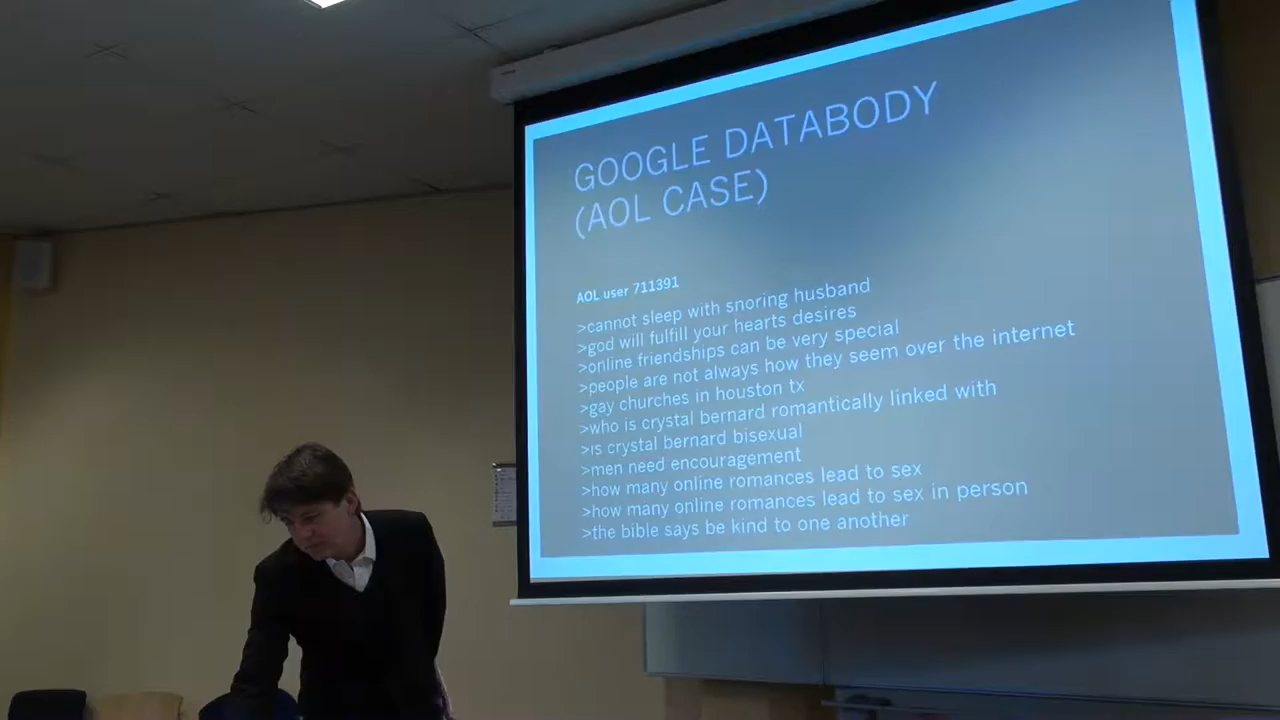 GOOGLE DATABODY
(AOL CASE)
AOL user 711391
>cannot sleep with snoring husband
>god will fulfill your hearts desires
>online friendships can be very special
>people are not always how they seem over the internet
>gay churches in houston tx
>who is crystal bernard romantically linked with
>is crystal bernard bisexual
>men need encouragement
>how many online romances lead to sex
>how many online romances lead to sex in person
>the bible says be kind to one another